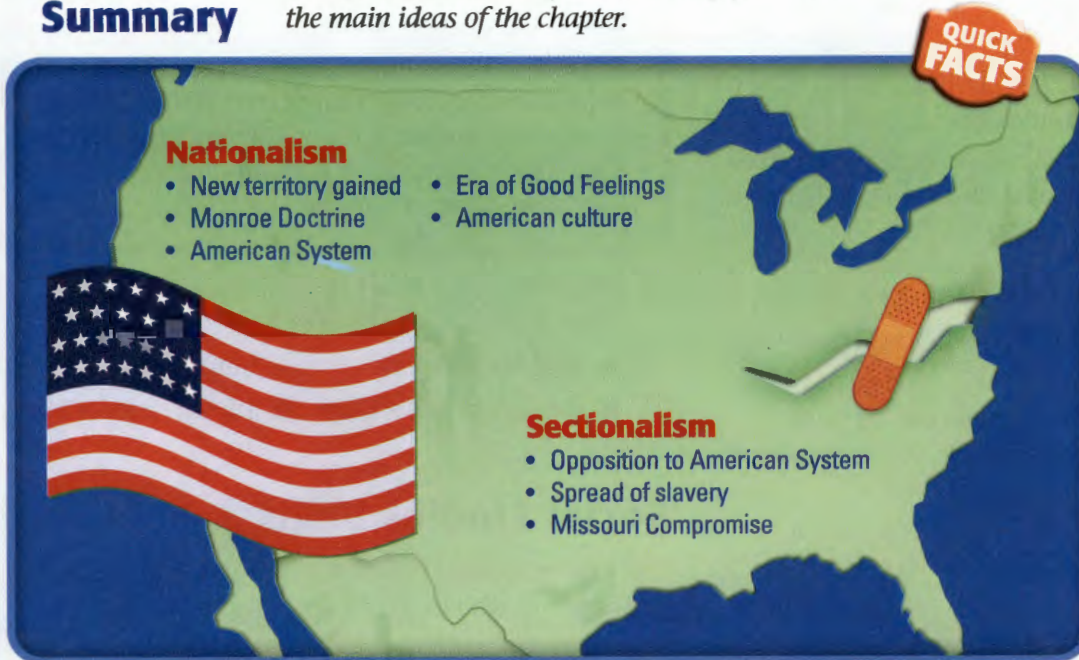 Summary the main ideas of the chapter.
QUICK
FACTS
Nationalism
• New territory gained
• Monroe Doctrine
• American System
• Era of Good Feelings
• American culture
Sectionalism
• Opposition to American System
• Spread of slavery
• Missouri Compromise